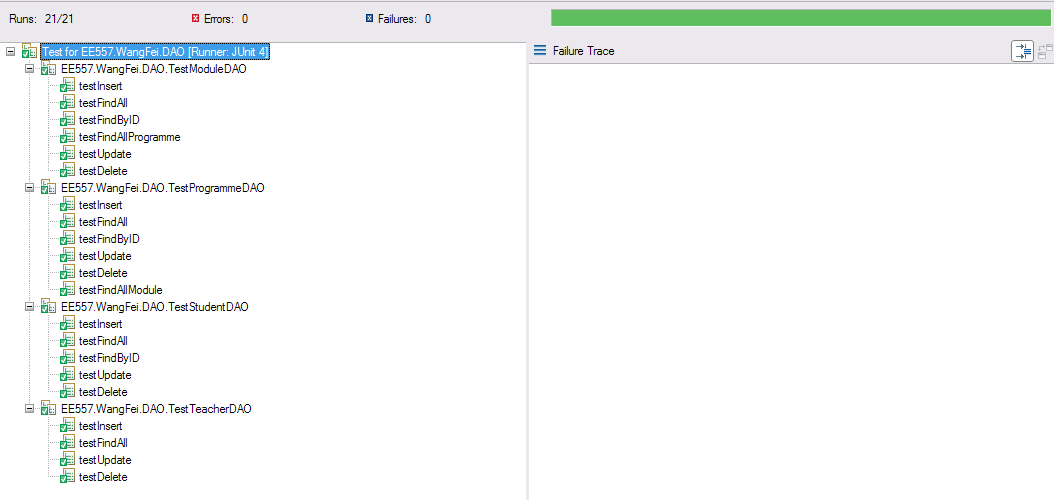 Runs: 21/21 Errors: 0 Failures: 0
Test for EE557.WangFei.DAO [Runner: JUnit 4]
EE557.WangFei.DAO.TestModuleDAO
testInsert
testFindAll
testFindByID
testFindAllProgramme
testUpdate
testDelete
EE557.WangFei.DAO.TestProgrammeDAO
testInsert
testFindAll
testFindByID
testUpdate
testDelete
testFindAllModule
EE557.WangFei.DAO.TestStudentDAO
testInsert
testFindAll
testFindByID
testUpdate
testDelete
EE557.WangFei.DAO.TestTeacherDAO
testInsert
testFindAll
testUpdate
testDelete
Failure Trace